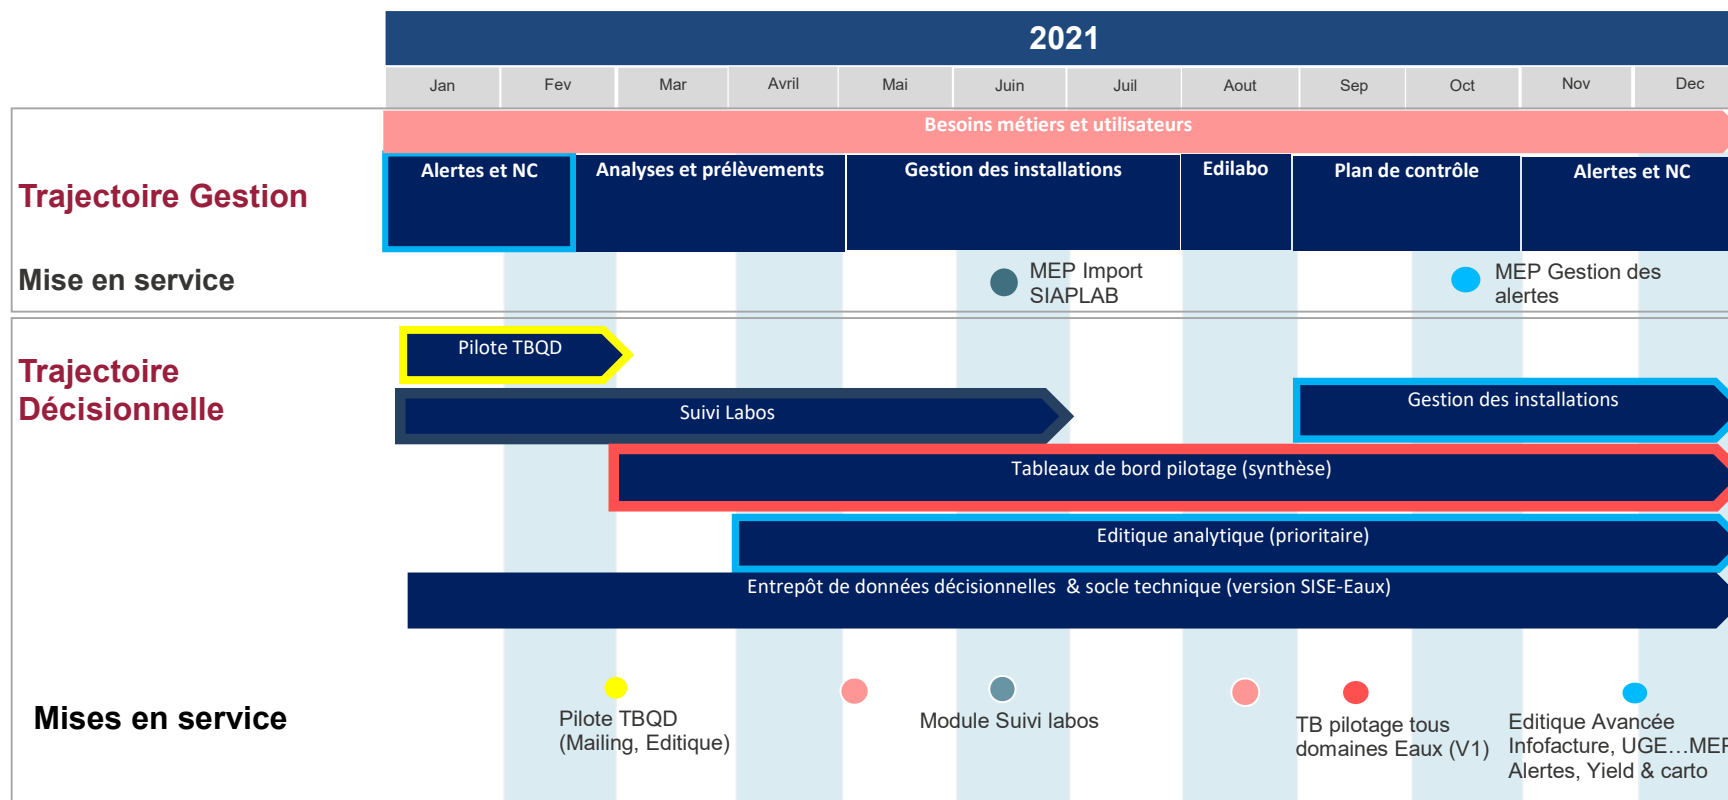 2021
Jan Fev Mar Avril Mai Juin Juil Aout Sep Oct Nov Dec
Besoins métiers et utilisateurs
Trajectoire Gestion
Alertes et NC
Analyses et prélèvements
Gestion des installations
Edilabo
Plan de contrôle
Alertes et NC
Mise en service
MEP Import
SIAPLAB
MEP Gestion des
alertes
Trajectoire
Décisionnelle
Pilote TBQD
Suivi Labos
Gestion des installations
Tableaux de bord pilotage (synthèse)
Editique analytique (prioritaire)
Entrepôt de données décisionnelles  & socle technique (version SISE-Eaux)
Mises en service
Pilote TBQD
(Mailing, Editique)
Module Suivi labos
TB pilotage tous
domaines Eaux (V1)
Editique Avancée
Infofacture, UGE…MEP
Alertes, Yield & carto